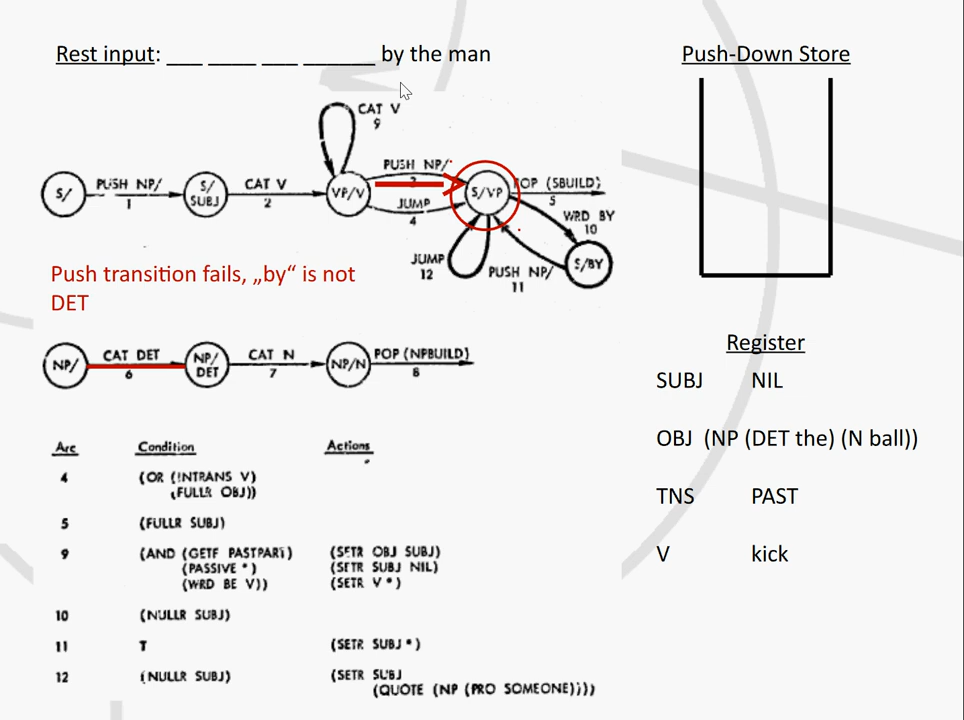 Rest input: ___ ____ ___ ______ by the man
Push-Down Store
CAT V
9
PUSH NP/
3
S/
PUSH NP/
1
S/
SUBJ
CAT V
2
VP/V
JUMP
4
S/VP
POP (SBUILD)
5
WRD BY
10
S/BY
JUMP
12
PUSH NP/
11
Push transition fails, „by“ is not
DET
NP/
CAT DET
6
NP/
DET
CAT N
7
NP/N
POP (NPBUILD)
8
Register
SUBJ NIL
OBJ (NP (DET the) (N ball))
TNS PAST
V kick
Arc Condition Actions
4 (OR (INTRANS V)
(FULLR OBJ))
5 (FULLR SUBJ)
9 (AND (GETF PASTPART) (SETR OBJ SUBJ)
(PASSIVE *) (SETR SUBJ NIL)
(WRD BE V)) (SETR V *)
10 (NULLR SUBJ)
11 T (SETR SUBJ *)
12 (NULLR SUBJ) (SETR SUBJ
(QUOTE (NP (PRO SOMEONE))))